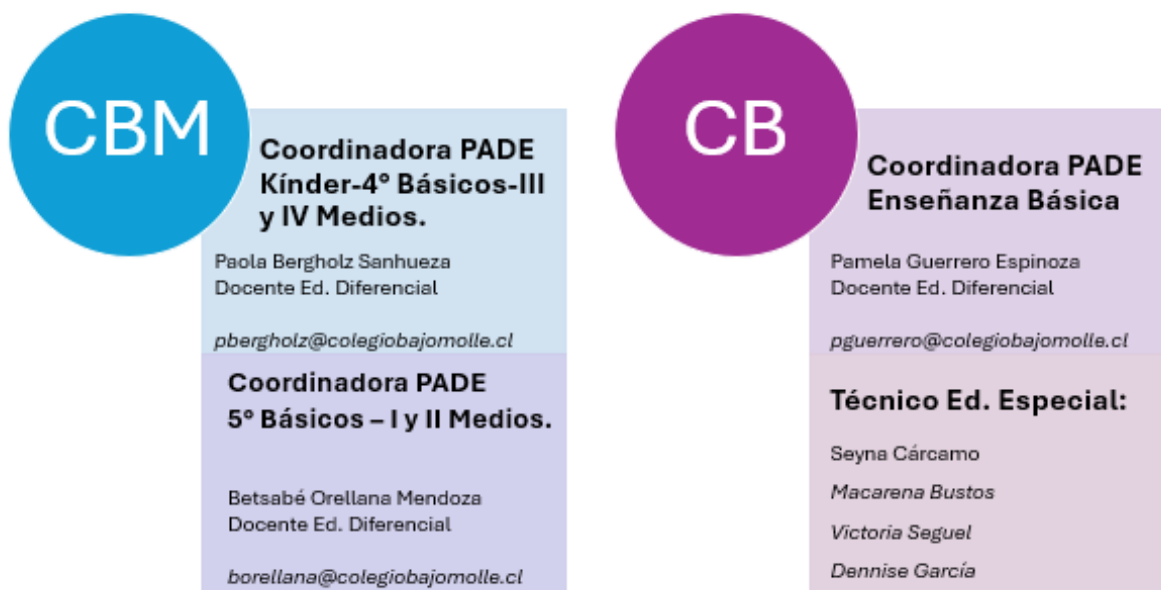 CBM
Coordinadora PADE
Kínder-4° Básicos-III
y IV Medios.
Paola Bergholz Sanhueza
Docente Ed. Diferencial
pbergholz@colegiobajomolle.cl
Coordinadora PADE
5° Básicos – I y II Medios.
Betsabé Orellana Mendoza
Docente Ed. Diferencial
borellana@colegiobajomolle.cl
CB
Coordinadora PADE
Enseñanza Básica
Pamela Guerrero Espinoza
Docente Ed. Diferencial
pguerrero@colegiobajomolle.cl
Técnico Ed. Especial:
Seyna Cárcamo
Macarena Bustos
Victoria Seguel
Dennise García